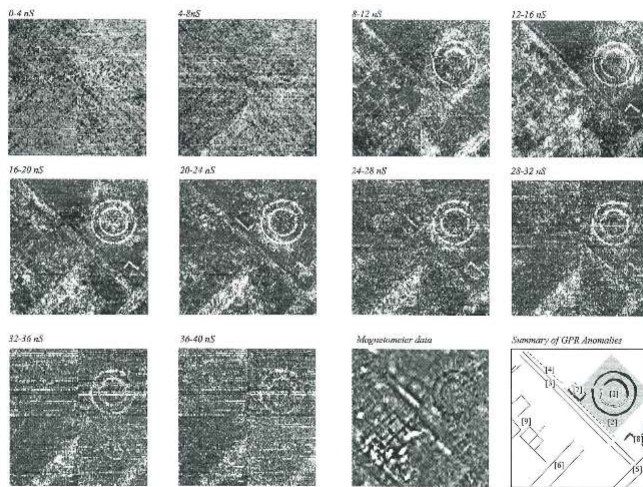 0-4 nS
4-8nS
8-12 nS
12-16 nS
16-20 nS
20-24 nS
24-28 nS
28-32 nS
32-36 nS
36-40 nS
Magnetometer data
Summary of GPR Anomalies
[4]
[3]
[7]
[1]
[2]
[9]
[8]
[6]
[5]